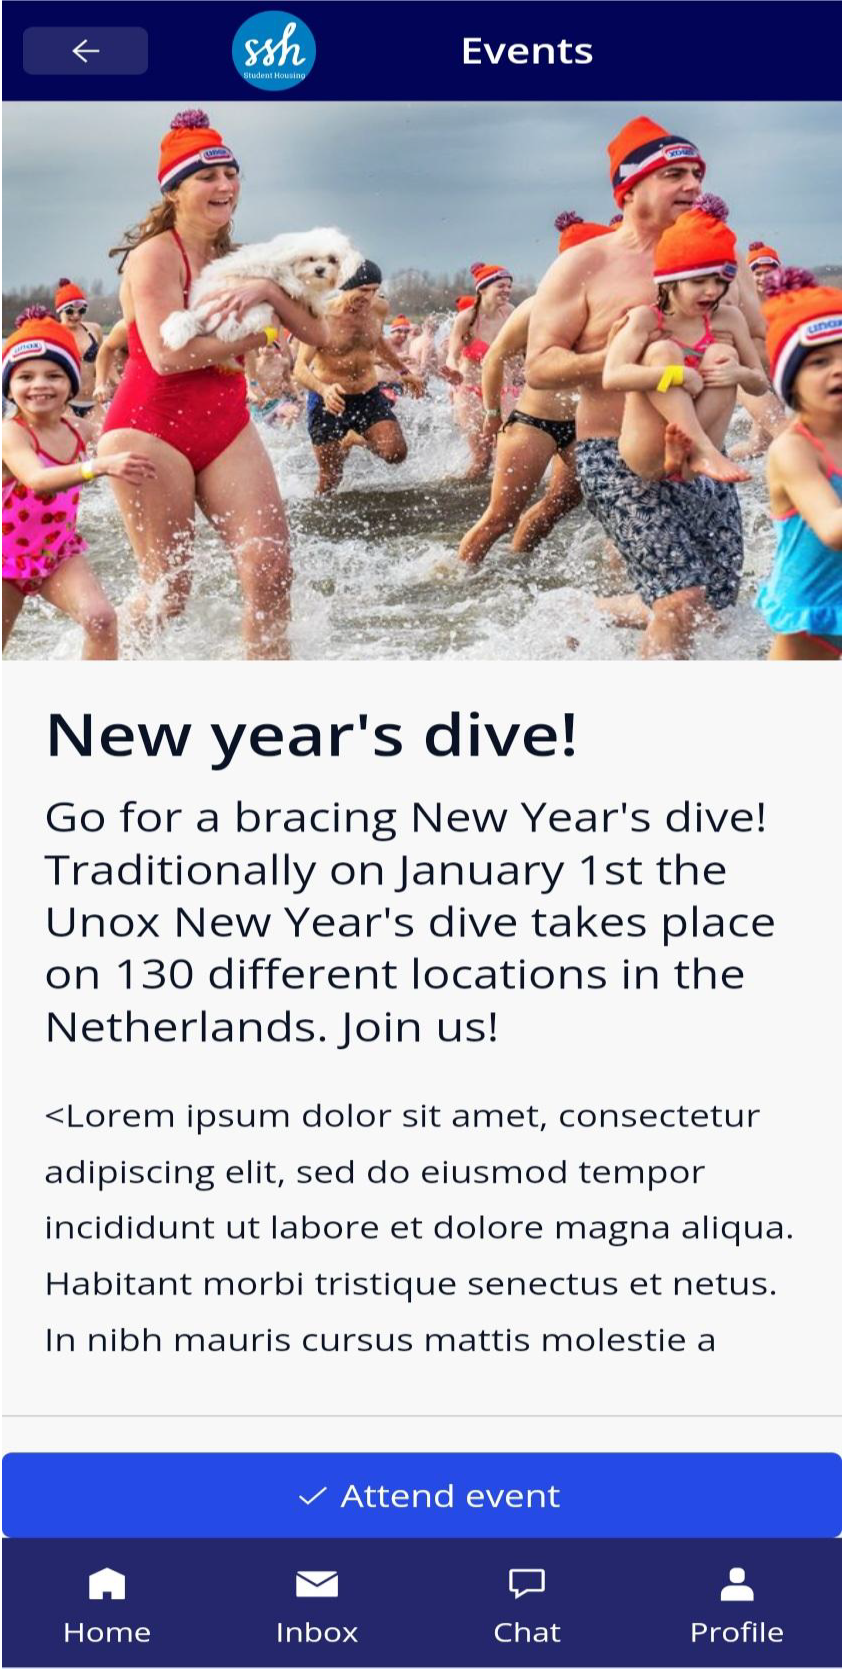 ssh
Student Housing
Events
unox
unox
unox
New year's dive!
Go for a bracing New Year's dive!
Traditionally on January 1st the
Unox New Year's dive takes place
on 130 different locations in the
Netherlands. Join us!
<Lorem ipsum dolor sit amet, consectetur
adipiscing elit, sed do eiusmod tempor
incididunt ut labore et dolore magna aliqua.
Habitant morbi tristique senectus et netus.
In nibh mauris cursus mattis molestie a
Attend event
Home
Inbox
Chat
Profile